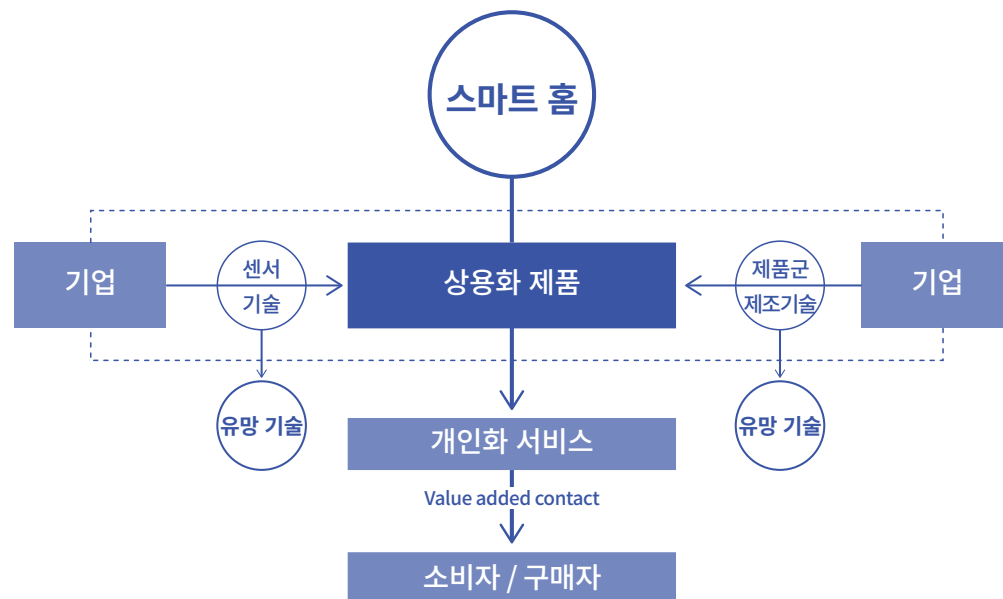 스마트 홈
기업
센서
기술
상용화 제품
제품군
제조기술
기업
유망 기술
유망 기술
개인화 서비스
Value added contact
소비자 / 구매자